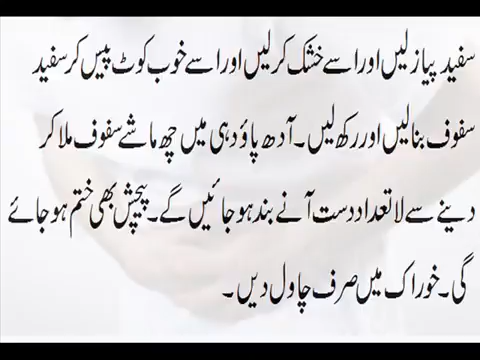 سفید پیاز لیں اور اسے خشک کر لیں اور اسے خوب کوٹ پیس کر سفید
سفوف بنا لیں اور رکھ لیں۔ آدھ پاؤ دہی میں چھ ماشے سفوف ملا کر
دینے سے لاتعداد دست آنے بند ہو جائیں گے۔ پیچش بھی ختم ہو جائے
گی۔ خوراک میں صرف چاول دیں۔